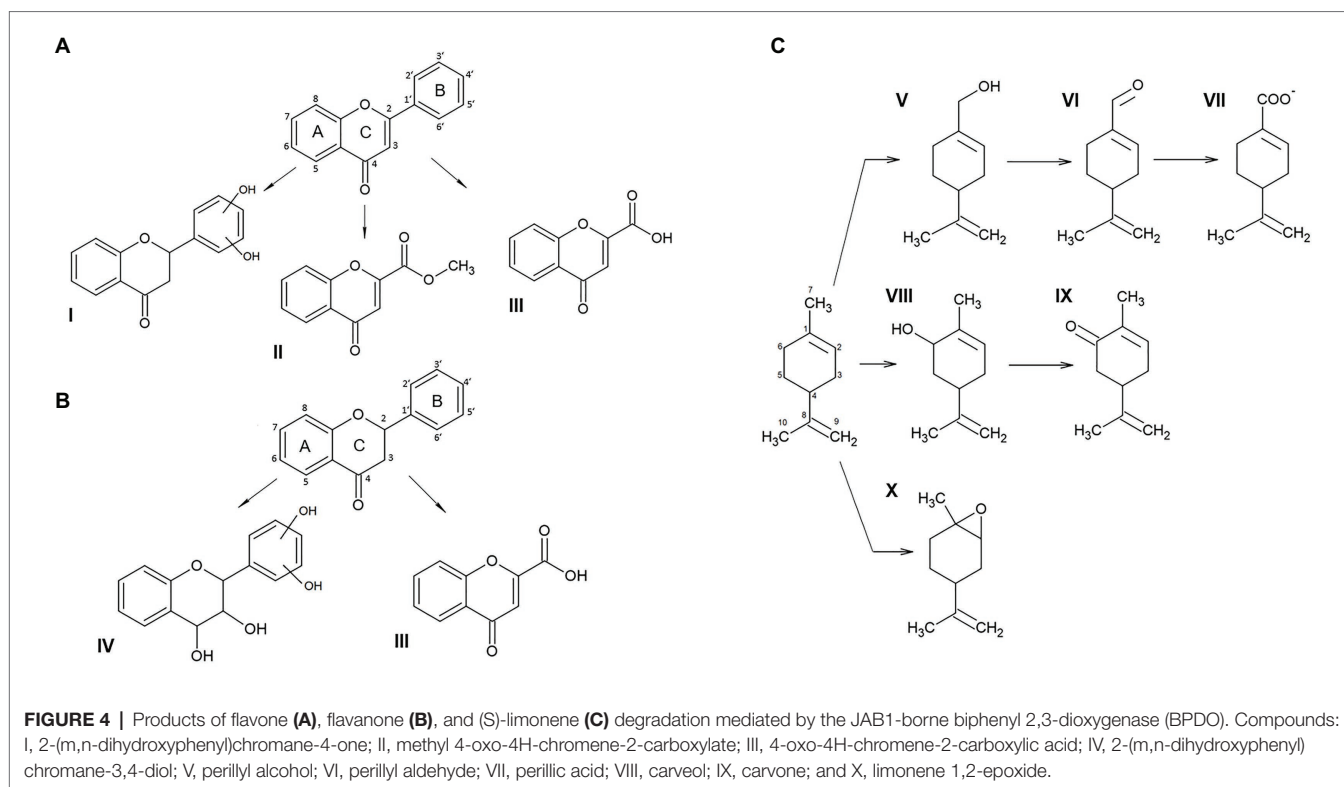 A
8
7
6
5
A
O
C
2
3
4
O
1'
2'
3'
4'
5'
6'
B
OH
OH
O
O
I
O
O
O
CH₃
O
II
O
O
OH
O
III
B
8
7
6
5
A
O
C
2
3
4
O
1'
2'
3'
4'
5'
6'
B
OH
OH
O
OH
OH
IV
O
O
OH
O
III
C
V
OH
H₃C
CH₂
VI
O
H₃C
CH₂
VII
COO⁻
H₃C
CH₂
7
CH₃
1
6
2
5
3
4
8
10
9
H₃C
CH₂
VIII
CH₃
HO
H₃C
CH₂
IX
CH₃
O
H₃C
CH₂
X
H₃C
O
H₃C
CH₂
FIGURE 4 | Products of flavone (A), flavanone (B), and (S)-limonene (C) degradation mediated by the JAB1-borne biphenyl 2,3-dioxygenase (BPDO). Compounds:
I, 2-(m,n-dihydroxyphenyl)chromane-4-one; II, methyl 4-oxo-4H-chromene-2-carboxylate; III, 4-oxo-4H-chromene-2-carboxylic acid; IV, 2-(m,n-dihydroxyphenyl)
chromane-3,4-diol; V, perillyl alcohol; VI, perillyl aldehyde; VII, perillic acid; VIII, carveol; IX, carvone; and X, limonene 1,2-epoxide.